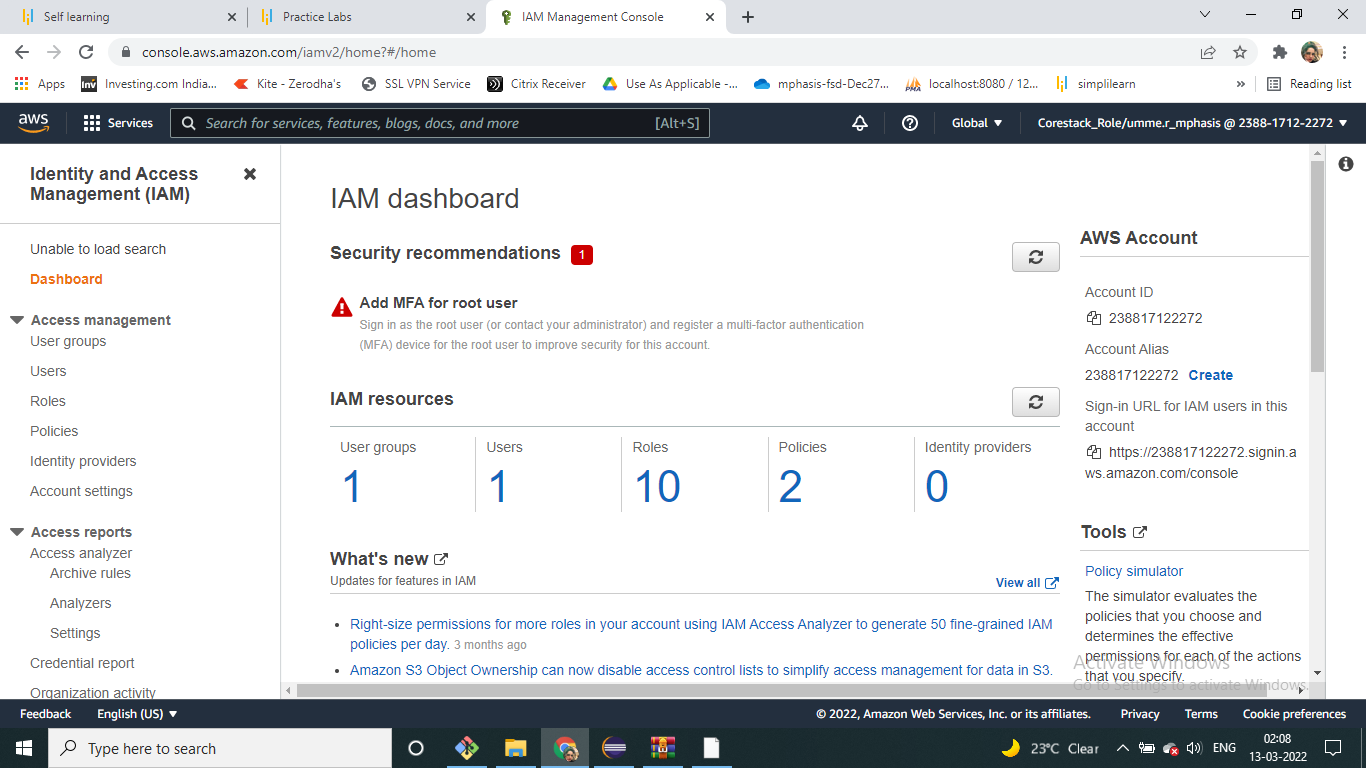 Self learning
Practice Labs
IAM Management Console
console.aws.amazon.com/iamv2/home?#/home
Apps
inv Investing.com India...
Kite - Zerodha's
SSL VPN Service
Citrix Receiver
Use As Applicable -...
mphasis-fsd-Dec27...
localhost:8080 / 12...
simplilearn
»
Reading list
aws
Services
Search for services, features, blogs, docs, and more [Alt+S]
Global
Corestack_Role/umme.r_mphasis @ 2388-1712-2272
Identity and Access
Management (IAM)
Unable to load search
Dashboard
Access management
User groups
Users
Roles
Policies
Identity providers
Account settings
Access reports
Access analyzer
Archive rules
Analyzers
Settings
Credential report
Organization activity
IAM dashboard
Security recommendations 1
Add MFA for root user
Sign in as the root user (or contact your administrator) and register a multi-factor authentication
(MFA) device for the root user to improve security for this account.
IAM resources
User groups
1
Users
1
Roles
10
Policies
2
Identity providers
0
What's new
Updates for features in IAM
View all
• Right-size permissions for more roles in your account using IAM Access Analyzer to generate 50 fine-grained IAM
policies per day. 3 months ago
• Amazon S3 Object Ownership can now disable access control lists to simplify access management for data in S3.
AWS Account
Account ID
238817122272
Account Alias
238817122272 Create
Sign-in URL for IAM users in this
account
https://238817122272.signin.a
ws.amazon.com/console
Tools
Policy simulator
The simulator evaluates the
policies that you choose and
determines the effective
permissions for each of the actions
that you specify.
Activate Windows
Go to Settings to activate Windows.
Feedback
English (US)
© 2022, Amazon Web Services, Inc. or its affiliates.
Privacy
Terms
Cookie preferences
Type here to search
23°C Clear
ENG
02:08
13-03-2022